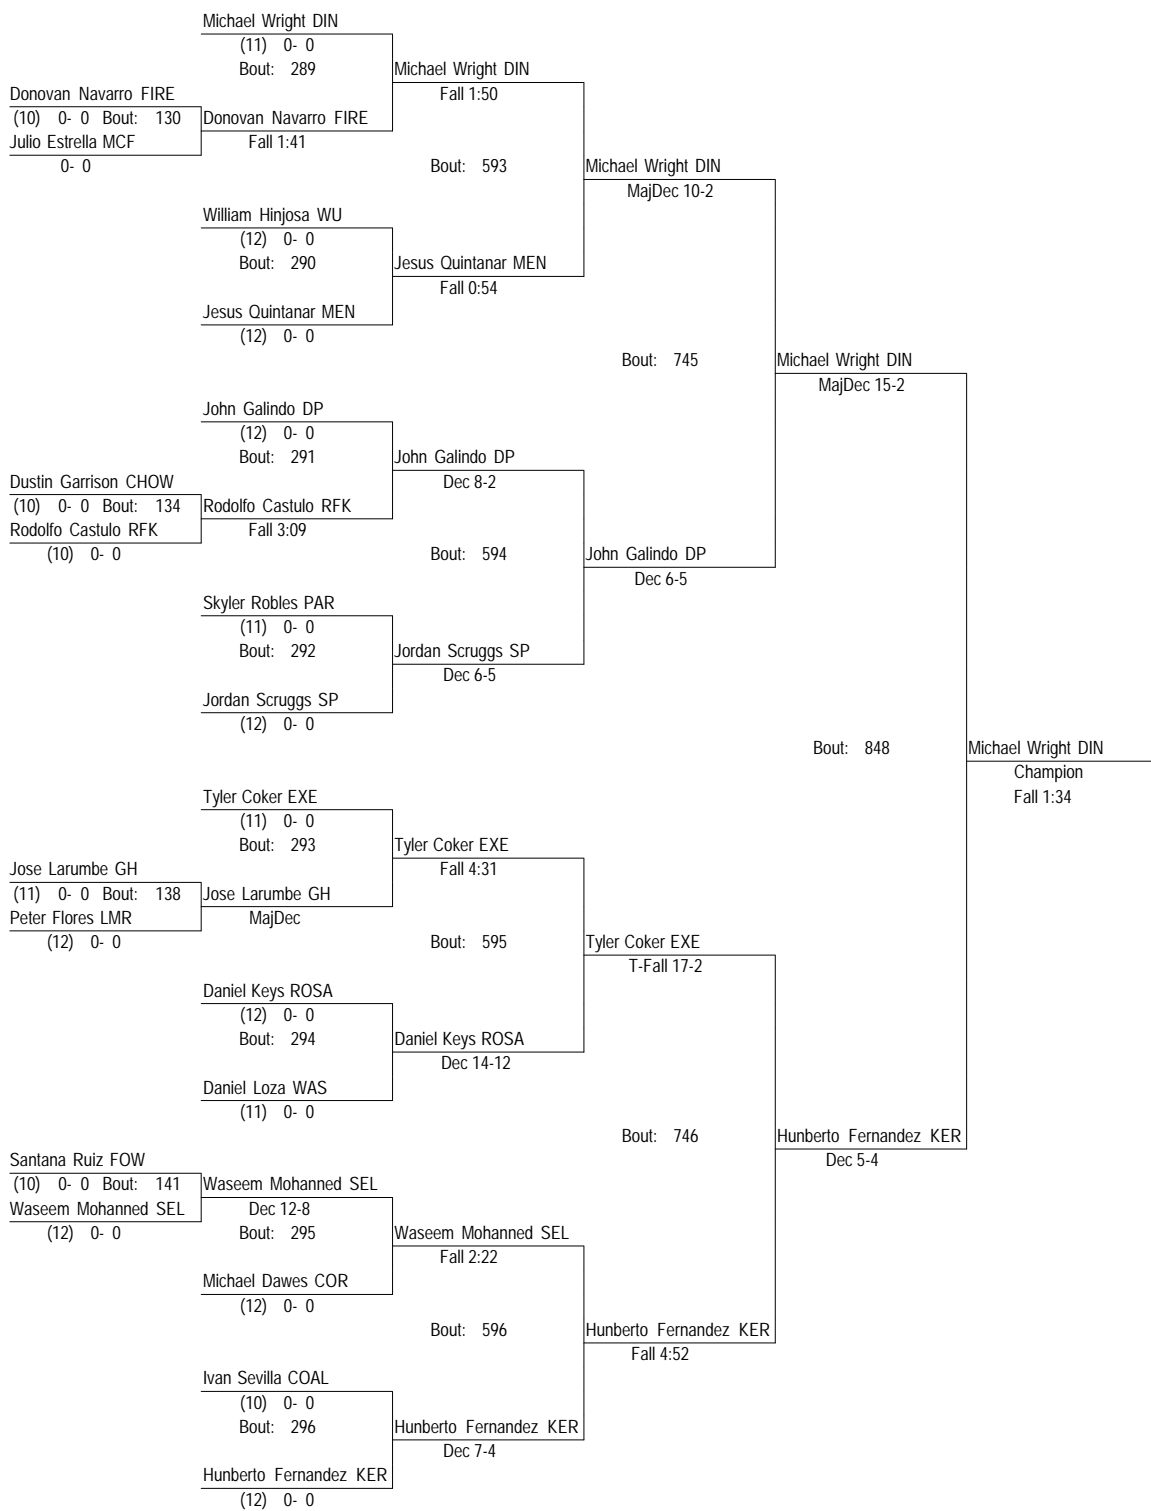 Michael Wright DIN
(11) 0- 0
Bout: 289
Michael Wright DIN
Fall 1:50
Donovan Navarro FIRE
(10) 0- 0 Bout: 130
Donovan Navarro FIRE
Julio Estrella MCF
Fall 1:41
0- 0
Bout: 593
Michael Wright DIN
MajDec 10-2
William Hinjosa WU
(12) 0- 0
Bout: 290
Jesus Quintanar MEN
Fall 0:54
Jesus Quintanar MEN
(12) 0- 0
Bout: 745
Michael Wright DIN
MajDec 15-2
John Galindo DP
(12) 0- 0
Bout: 291
John Galindo DP
Dec 8-2
Dustin Garrison CHOW
(10) 0- 0 Bout: 134
Rodolfo Castulo RFK
Rodolfo Castulo RFK
Fall 3:09
(10) 0- 0
Bout: 594
John Galindo DP
Dec 6-5
Skyler Robles PAR
(11) 0- 0
Bout: 292
Jordan Scruggs SP
Dec 6-5
Jordan Scruggs SP
(12) 0- 0
Bout: 848
Michael Wright DIN
Champion
Fall 1:34
Tyler Coker EXE
(11) 0- 0
Bout: 293
Tyler Coker EXE
Fall 4:31
Jose Larumbe GH
(11) 0- 0 Bout: 138
Jose Larumbe GH
Peter Flores LMR
MajDec
(12) 0- 0
Bout: 595
Tyler Coker EXE
T-Fall 17-2
Daniel Keys ROSA
(12) 0- 0
Bout: 294
Daniel Keys ROSA
Dec 14-12
Daniel Loza WAS
(11) 0- 0
Bout: 746
Hunberto Fernandez KER
Dec 5-4
Santana Ruiz FOW
(10) 0- 0 Bout: 141
Waseem Mohanned SEL
Waseem Mohanned SEL
Dec 12-8
(12) 0- 0
Bout: 295
Waseem Mohanned SEL
Fall 2:22
Michael Dawes COR
(12) 0- 0
Bout: 596
Hunberto Fernandez KER
Fall 4:52
Ivan Sevilla COAL
(10) 0- 0
Bout: 296
Hunberto Fernandez KER
Dec 7-4
Hunberto Fernandez KER
(12) 0- 0